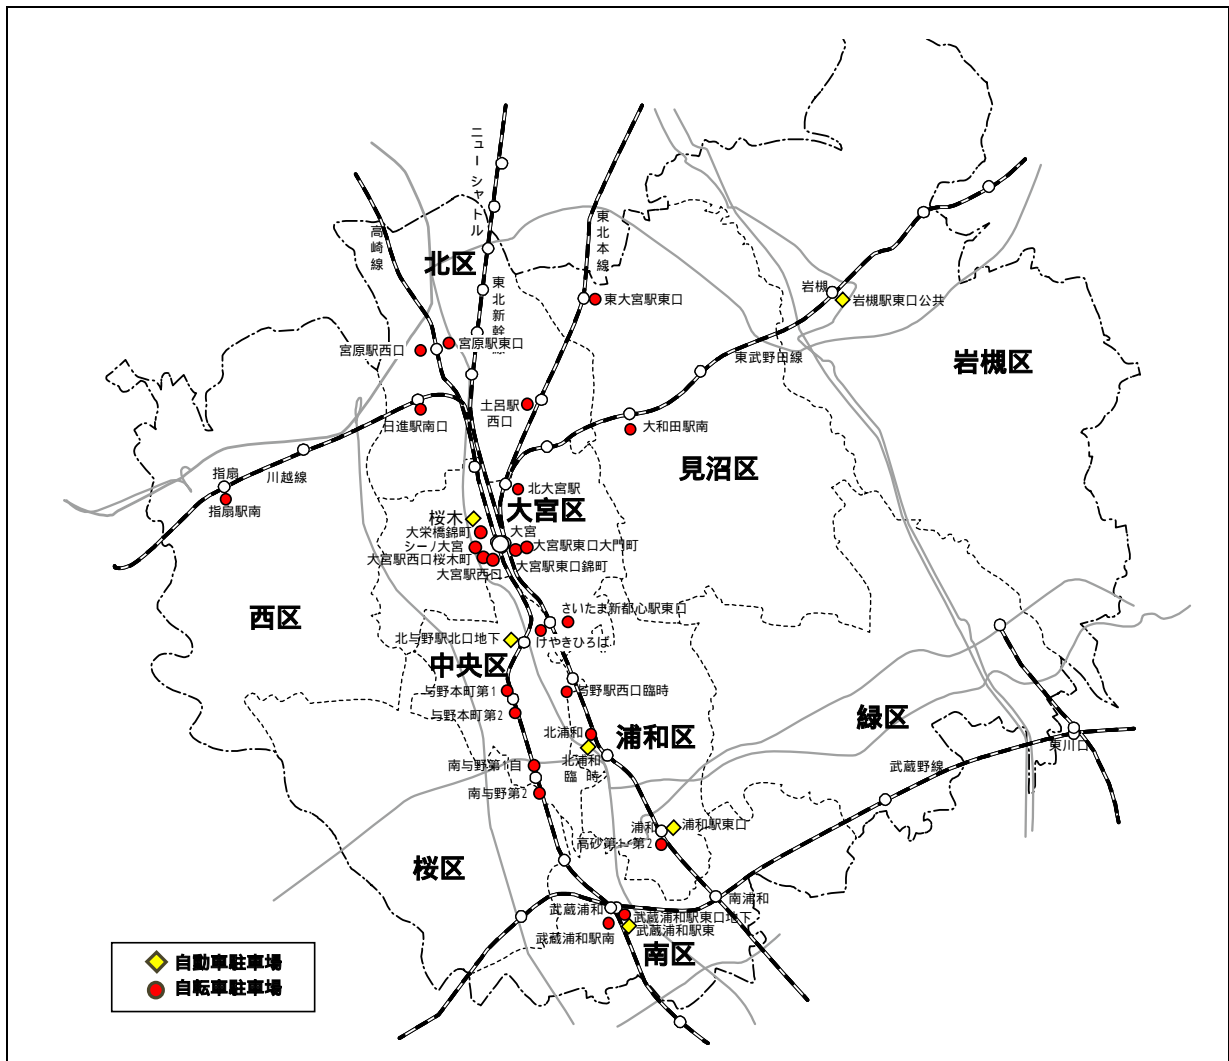 ニューシャトル
高崎線
東北本線
北区
東北新幹線
岩槻
岩槻駅東口公共
東大宮駅東口
宮原駅西口
宮原駅東口
東武野田線
岩槻区
土呂駅
西口
日進駅南口
大和田駅南
見沼区
指扇
川越線
指扇駅南
北大宮駅
大宮区
桜木
大栄橋錦町
大宮
シーノ大宮
大宮駅東口大門町
大宮駅西口桜木町
大宮駅東口錦町
大宮駅西口
西区
さいたま新都心駅東口
北与野駅北口地下
けやきひろば
中央区
与野本町第1
与野駅西口臨時
与野本町第2
北浦和
浦和区
緑区
東川口
北浦和
臨時
南与野第1自
武蔵野線
南与野第2
浦和
浦和駅東口
高砂第1・第2
桜区
南浦和
武蔵浦和
武蔵浦和駅東口地下
武蔵浦和駅南
武蔵浦和駅東
南区
自動車駐車場
自転車駐車場